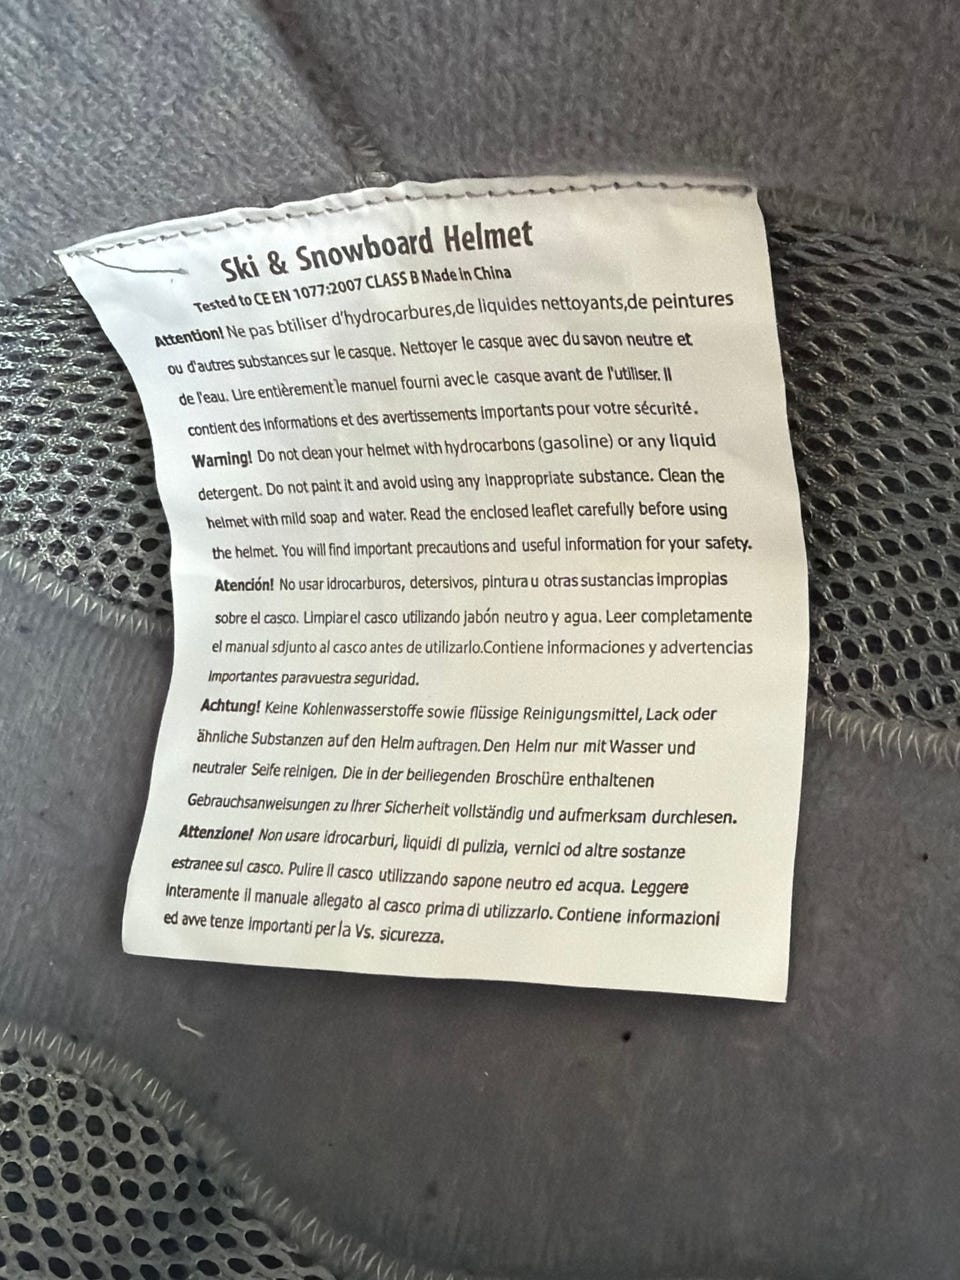 Ski & Snowboard Helmet
Tested to CE EN 1077:2007 CLASS B Made in China
Attention! Ne pas btiliser d'hydrocarbures,de liquides nettoyants,de peintures
ou d'autres substances sur le casque. Nettoyer le casque avec du savon neutre et
de l'eau. Lire entièrement le manuel fourni avec le casque avant de l'utiliser. Il
contient des informations et des avertissements importants pour votre sécurité.
Warning! Do not clean your helmet with hydrocarbons (gasoline) or any liquid
detergent. Do not paint it and avoid using any inappropriate substance. Clean the
helmet with mild soap and water. Read the enclosed leaflet carefully before using
the helmet. You will find important precautions and useful information for your safety.
Atención! No usar idrocarburos, detersivos, pintura u otras sustancias impropias
sobre el casco. Limpiar el casco utilizando jabón neutro y agua. Leer completamente
el manual sdjunto al casco antes de utilizarlo.Contiene informaciones y advertencias
importantes paravuestra seguridad.
Achtung! Keine Kohlenwasserstoffe sowie flüssige Reinigungsmittel, Lack oder
ähnliche Substanzen auf den Helm auftragen. Den Helm nur mit Wasser und
neutraler Seife reinigen. Die in der beiliegenden Broschüre enthaltenen
Gebrauchsanweisungen zu Ihrer Sicherheit vollständig und aufmerksam durchlesen.
Attenzione! Non usare idrocarburi, liquidi di pulizia, vernici od altre sostanze
estranee sul casco. Pulire il casco utilizzando sapone neutro ed acqua. Leggere
interamente il manuale allegato al casco prima di utilizzarlo. Contiene informazioni
ed avve tenze importanti per la Vs. sicurezza.